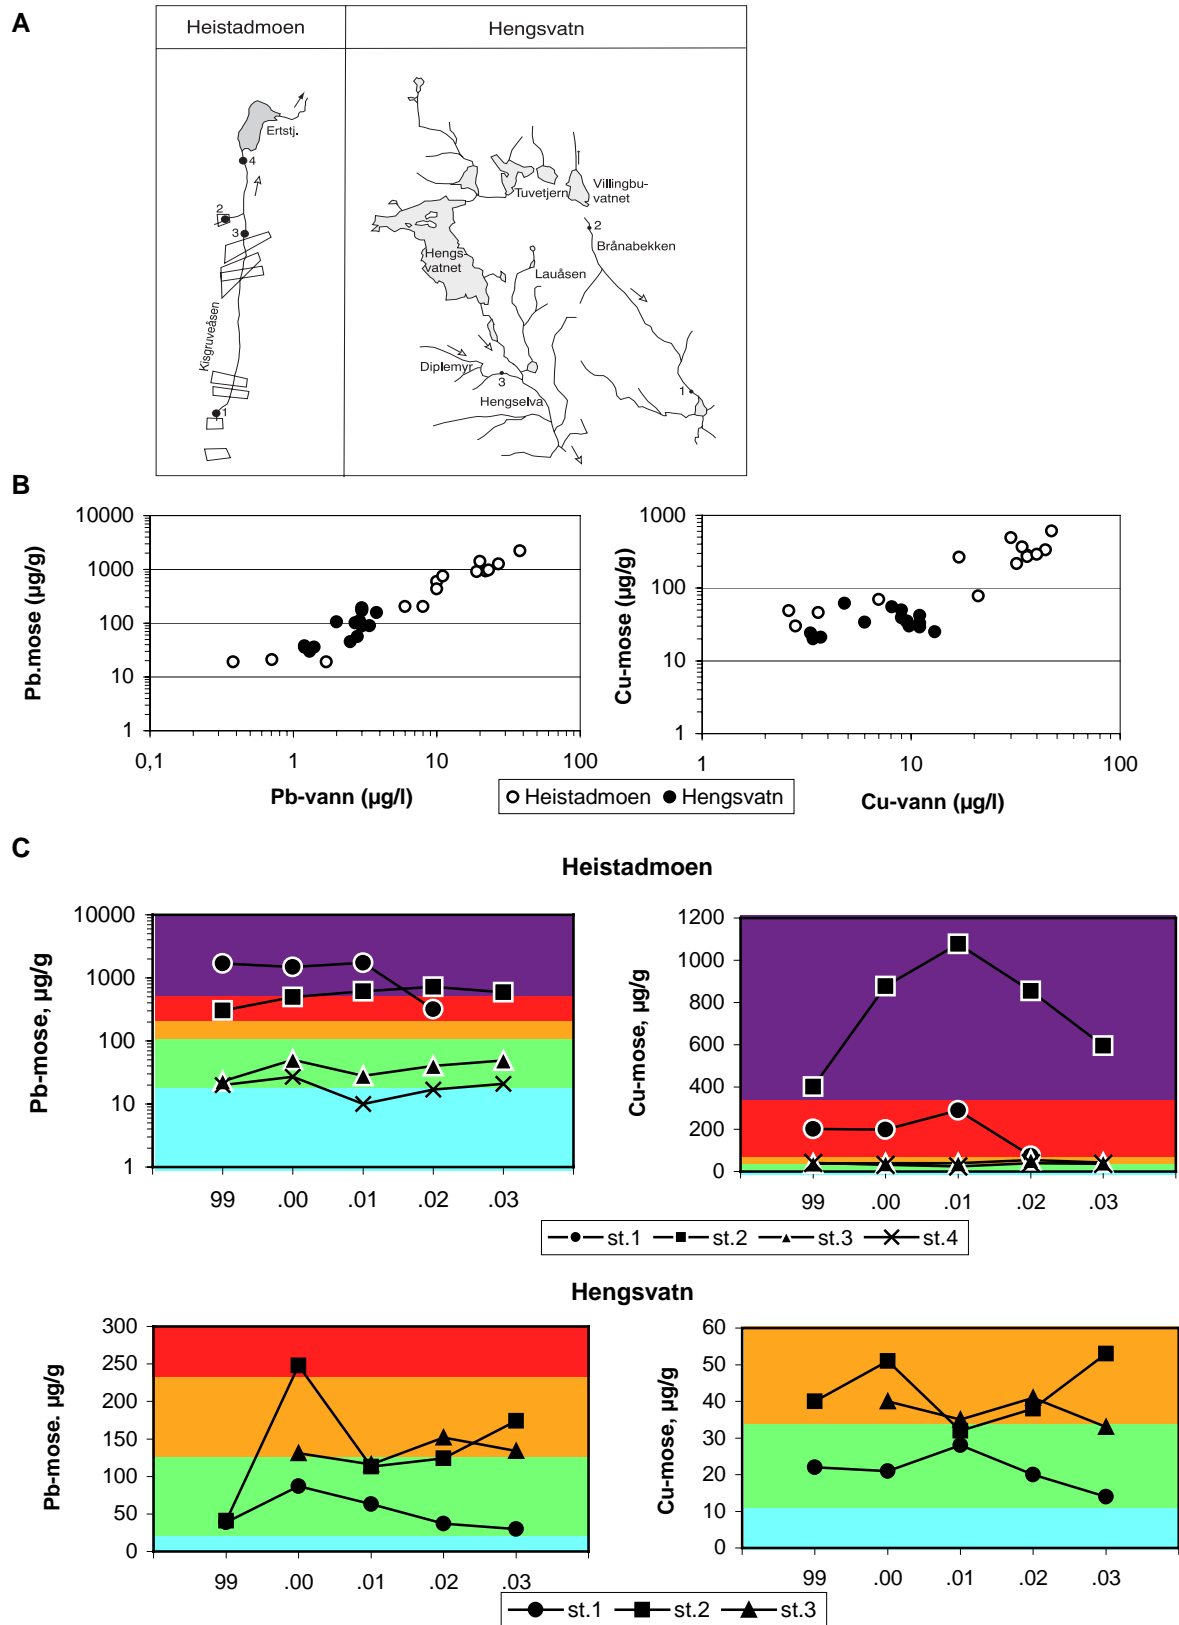 A
Heistadmoen Hengsvatn
Ertstj.
4
2
3
Kisgruveåsen
1
Tuvetjern
Villingbu-
vatnet
2
Brånabekken
Hengs-
vatnet
Lauåsen
Diplemyr
3
Hengselva
1
B
Pb.mose (µg/g)
10000
1000
100
10
1
0,1 1 10 100
Pb-vann (µg/l)
Cu-mose (µg/g)
1000
100
10
1
1 10 100
Cu-vann (µg/l)
Heistadmoen Hengsvatn
C
Heistadmoen
Pb-mose, µg/g
10000
1000
100
10
1
99 .00 .01 .02 .03
Cu-mose, µg/g
1200
1000
800
600
400
200
0
99 .00 .01 .02 .03
st.1 st.2 st.3 st.4
Hengsvatn
Pb-mose. µg/g
300
250
200
150
100
50
0
99 .00 .01 .02 .03
Cu-mose, µg/g
60
50
40
30
20
10
0
99 .00 .01 .02 .03
st.1 st.2 st.3